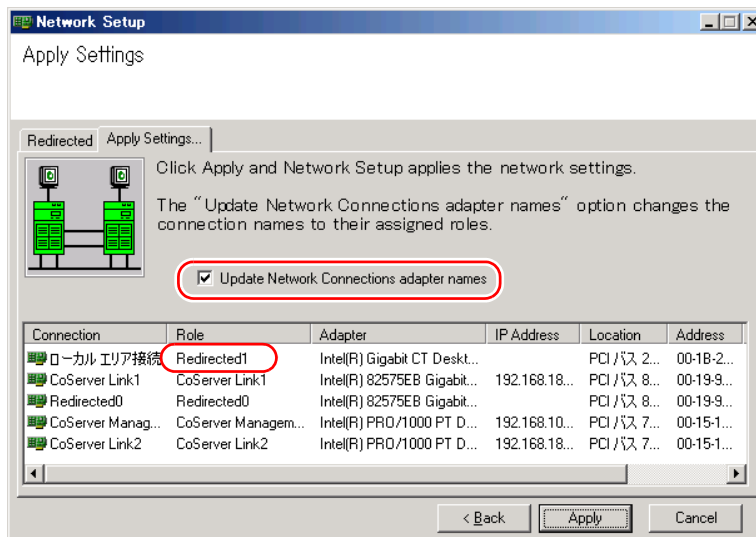 Network Setup
Apply Settings
Redirected Apply Settings...
Click Apply and Network Setup applies the network settings.
The "Update Network Connections adapter names" option changes the
connection names to their assigned roles.
Update Network Connections adapter names
Connection Role Adapter IP Address Location Address
ローカル エリア接続 Redirected1 Intel(R) Gigabit CT Deskt... PCI バス 2... 00-1B-2...
CoServer Link1 CoServer Link1 Intel(R) 82575EB Gigabit... 192.168.18... PCI バス 8... 00-19-9...
Redirected0 Redirected0 Intel(R) 82575EB Gigabit... PCI バス 8... 00-19-9...
CoServer Manag... CoServer Managem... Intel(R) PRO/1000 PT D... 192.168.10... PCI バス 7... 00-15-1...
CoServer Link2 CoServer Link2 Intel(R) PRO/1000 PT D... 192.168.18... PCI バス 7... 00-15-1...
< Back Apply Cancel